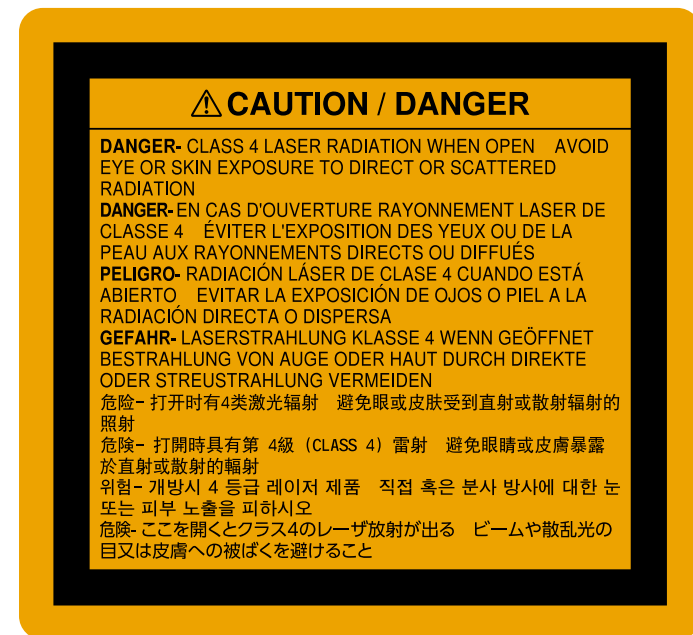 ⚠ CAUTION / DANGER
DANGER- CLASS 4 LASER RADIATION WHEN OPEN AVOID
EYE OR SKIN EXPOSURE TO DIRECT OR SCATTERED
RADIATION
DANGER- EN CAS D'OUVERTURE RAYONNEMENT LASER DE
CLASSE 4 ÉVITER L'EXPOSITION DES YEUX OU DE LA
PEAU AUX RAYONNEMENTS DIRECTS OU DIFFUÉS
PELIGRO- RADIACIÓN LÁSER DE CLASE 4 CUANDO ESTÁ
ABIERTO EVITAR LA EXPOSICIÓN DE OJOS O PIEL A LA
RADIACIÓN DIRECTA O DISPERSA
GEFAHR- LASERSTRAHLUNG KLASSE 4 WENN GEÖFFNET
BESTRAHLUNG VON AUGE ODER HAUT DURCH DIREKTE
ODER STREUSTRAHLUNG VERMEIDEN
危险- 打开时有4类激光辐射 避免眼或皮肤受到直射或散射辐射的
照射
危険- 打開時具有第 4級 (CLASS 4) 雷射 避免眼睛或皮膚暴露
於直射或散射的輻射
위험- 개방시 4 등급 레이저 제품 직접 혹은 분사 방사에 대한 눈
또는 피부 노출을 피하시오
危険- ここを開くとクラス4のレーザ放射が出る ビームや散乱光の
目又は皮膚への被ばくを避けること